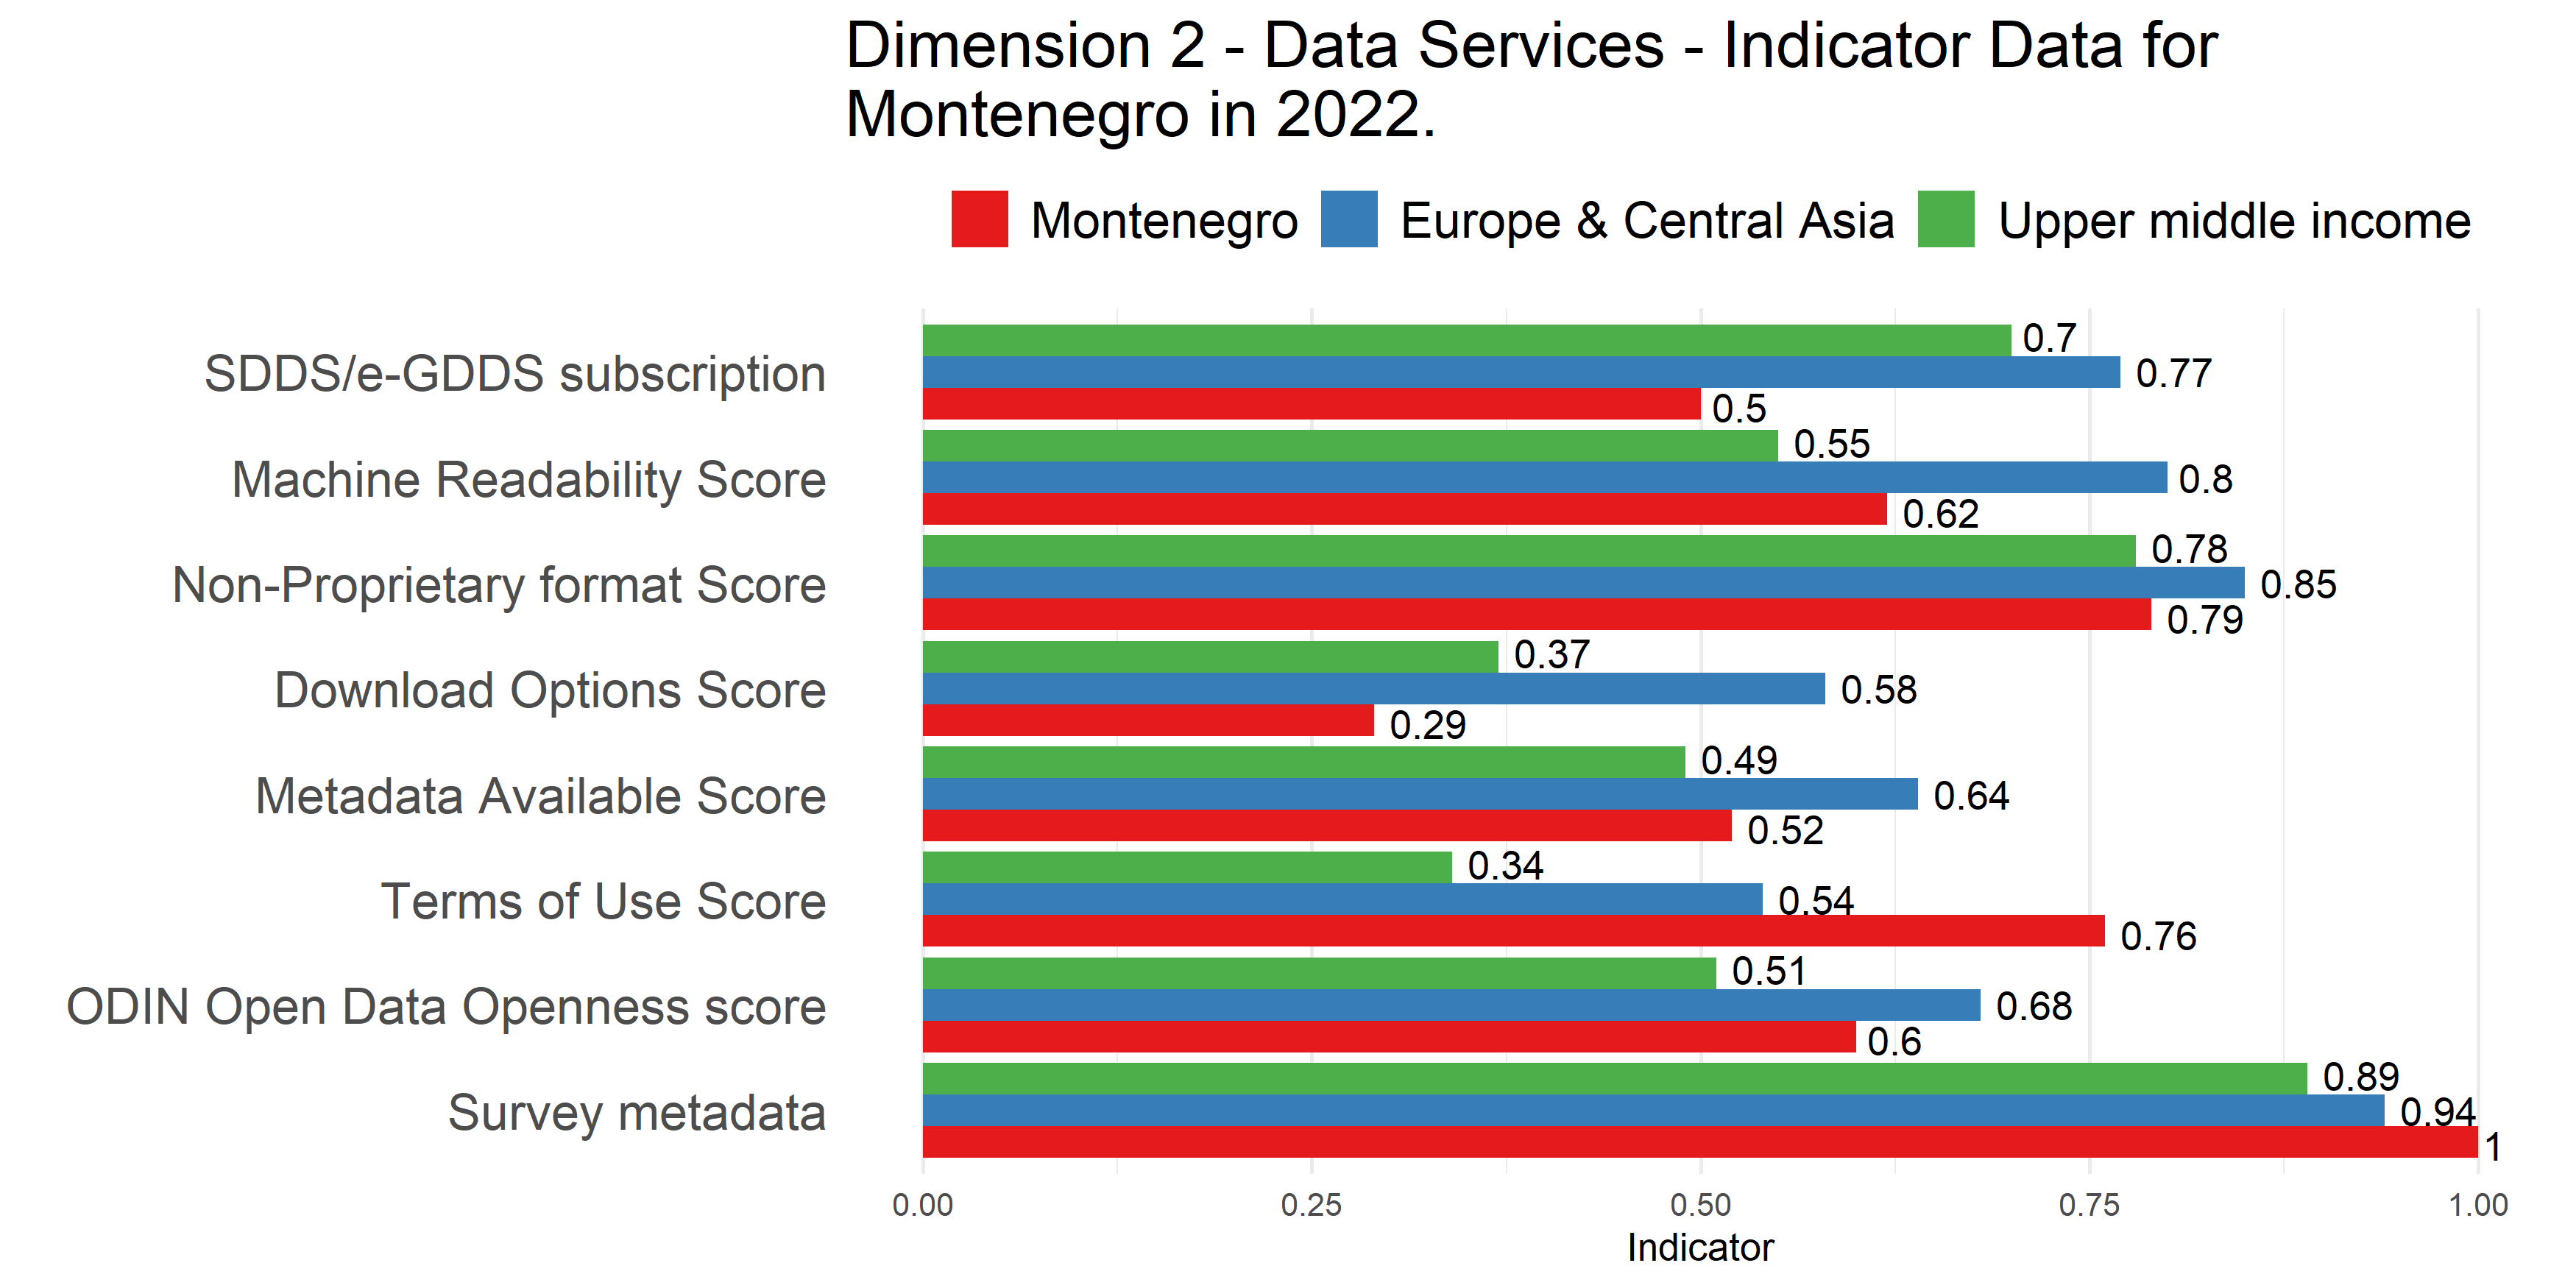 Dimension 2 - Data Services - Indicator Data for
Montenegro in 2022.
Montenegro Europe & Central Asia Upper middle income
SDDS/e-GDDS subscription
0.7
0.77
0.5
Machine Readability Score
0.55
0.8
0.62
Non-Proprietary format Score
0.78
0.85
0.79
Download Options Score
0.37
0.58
0.29
Metadata Available Score
0.49
0.64
0.52
Terms of Use Score
0.34
0.54
0.76
ODIN Open Data Openness score
0.51
0.68
0.6
Survey metadata
0.89
0.94
1
0.00 0.25 0.50 0.75 1.00
Indicator